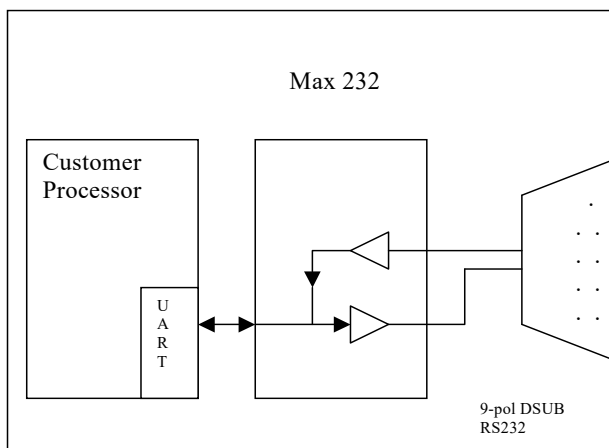 Max 232
Customer
Processor
U
A
R
T
9-pol DSUB
RS232